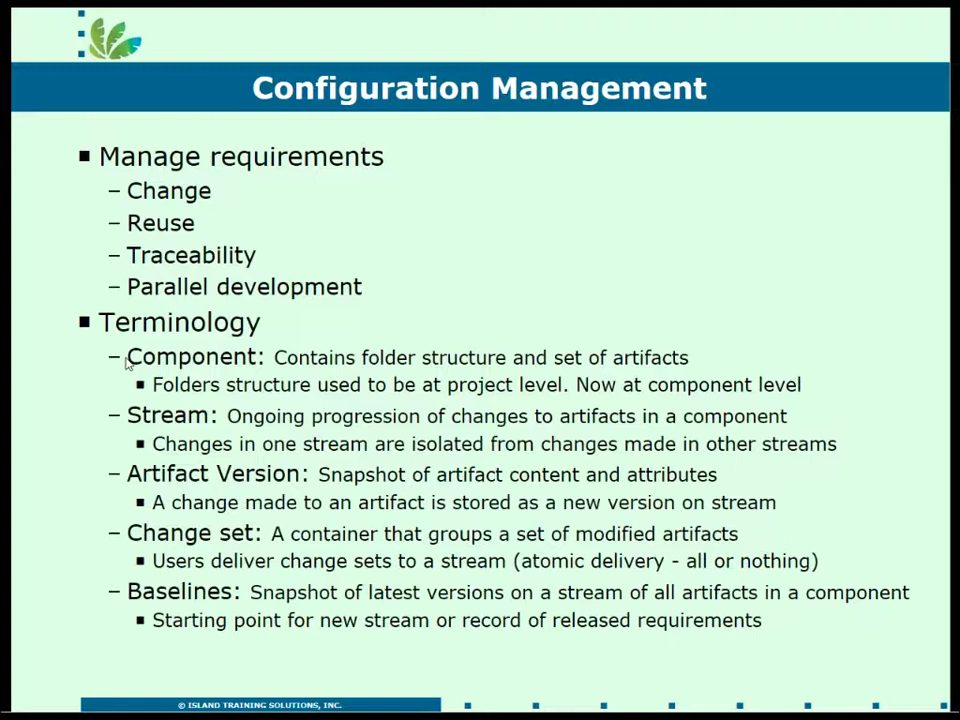 Configuration Management
■ Manage requirements
– Change
– Reuse
– Traceability
– Parallel development
■ Terminology
– Component: Contains folder structure and set of artifacts
■ Folders structure used to be at project level. Now at component level
– Stream: Ongoing progression of changes to artifacts in a component
■ Changes in one stream are isolated from changes made in other streams
– Artifact Version: Snapshot of artifact content and attributes
■ A change made to an artifact is stored as a new version on stream
– Change set: A container that groups a set of modified artifacts
■ Users deliver change sets to a stream (atomic delivery - all or nothing)
– Baselines: Snapshot of latest versions on a stream of all artifacts in a component
■ Starting point for new stream or record of released requirements
© ISLAND TRAINING SOLUTIONS, INC.